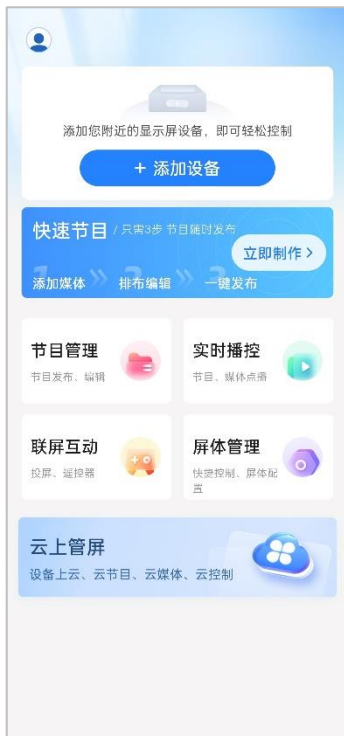 添加您附近的显示屏设备，即可轻松控制
+ 添加设备
快速节目 / 只需3步 节目随时发布
立即制作 >
1 添加媒体 » 2 排布编辑 » 3 一键发布
节目管理
节目发布、编辑
实时播控
节目、媒体点播
联屏互动
投屏、遥控器
屏体管理
快捷控制、屏体配
置
云上管屏
设备上云、云节目、云媒体、云控制